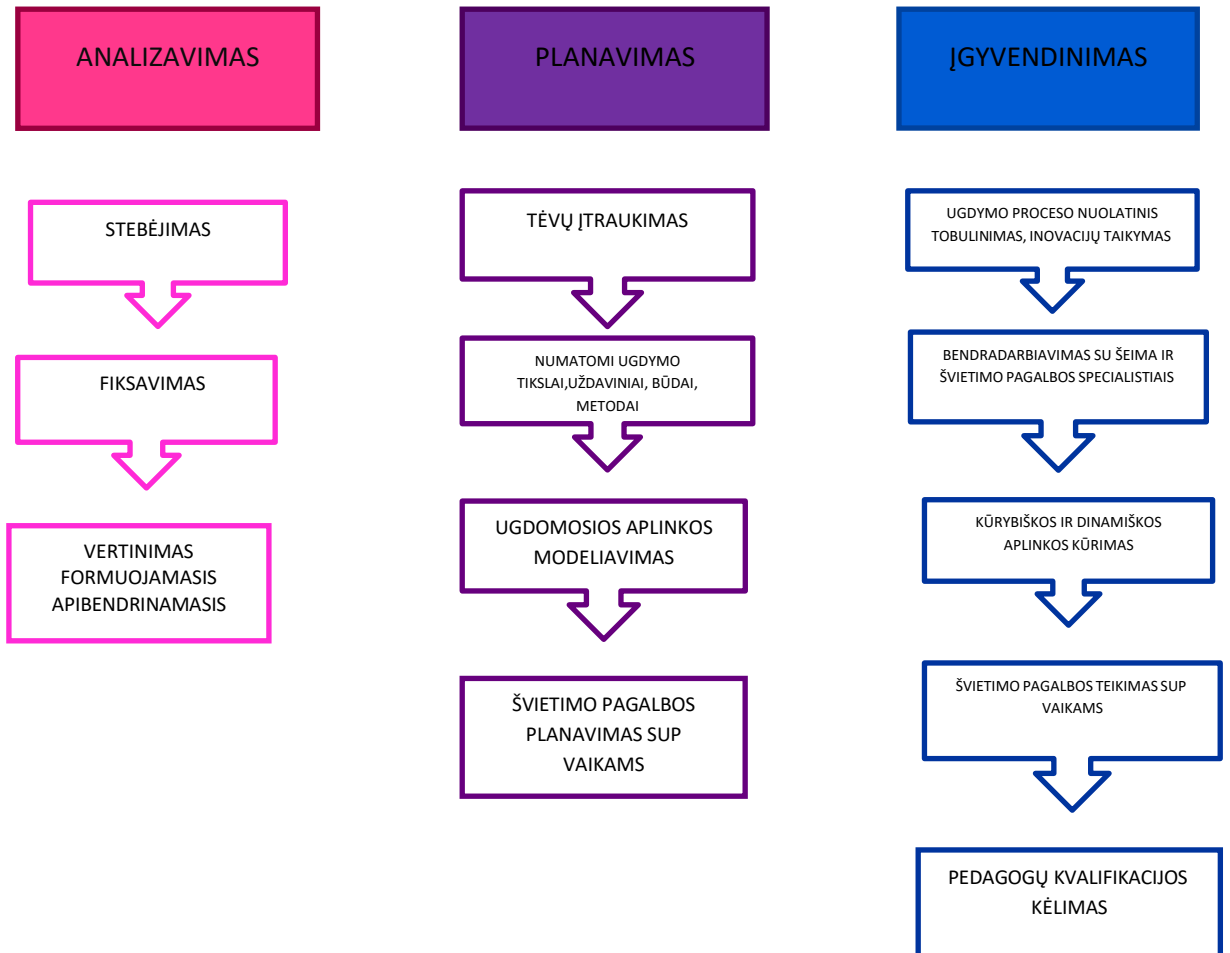 ANALIZAVIMAS
STEBĖJIMAS
FIKSAVIMAS
VERTINIMAS
FORMUOJAMASIS
APIBENDRINAMASIS
PLANAVIMAS
TĖVŲ ĮTRAUKIMAS
NUMATOMI UGDYMO
TIKSLAI,UŽDAVINIAI, BŪDAI,
METODAI
UGDOMOSIOS APLINKOS
MODELIAVIMAS
ŠVIETIMO PAGALBOS
PLANAVIMAS SUP
VAIKAMS
ĮGYVENDINIMAS
UGDYMO PROCESO NUOLATINIS
TOBULINIMAS, INOVACIJŲ TAIKYMAS
BENDRADARBIAVIMAS SU ŠEIMA IR
ŠVIETIMO PAGALBOS SPECIALISTIAIS
KŪRYBIŠKOS IR DINAMIŠKOS
APLINKOS KŪRIMAS
ŠVIETIMO PAGALBOS TEIKIMAS SUP
VAIKAMS
PEDAGOGŲ KVALIFIKACIJOS
KĖLIMAS